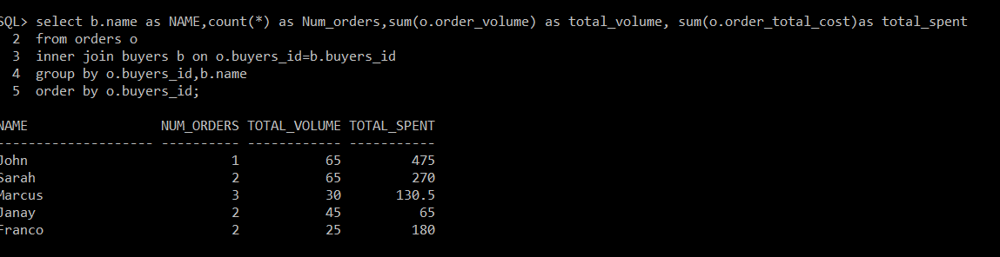 SQL> select b.name as NAME,count(*) as Num_orders,sum(o.order_volume) as total_volume, sum(o.order_total_cost)as total_spent
2 from orders o
3 inner join buyers b on o.buyers_id=b.buyers_id
4 group by o.buyers_id,b.name
5 order by o.buyers_id;
NAME NUM_ORDERS TOTAL_VOLUME TOTAL_SPENT
-------------------- ---------- ------------ -----------
John 1 65 475
Sarah 2 65 270
Marcus 3 30 130.5
Janay 2 45 65
Franco 2 25 180